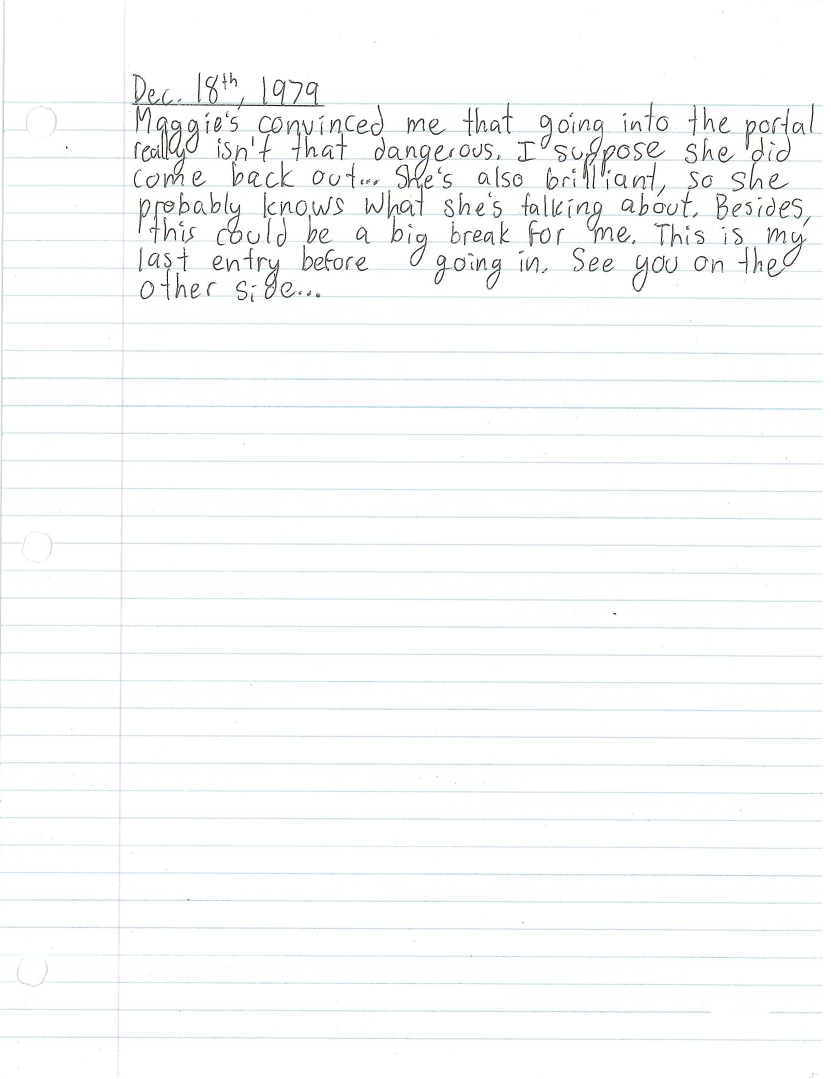 Dec. 18th, 1979
Maggie's convinced me that going into the portal
really isn't that dangerous. I suppose she did
come back out... She's also brilliant, so she
probably knows what she's talking about. Besides,
this could be a big break for me. This is my
last entry before going in. See you on the
other side...